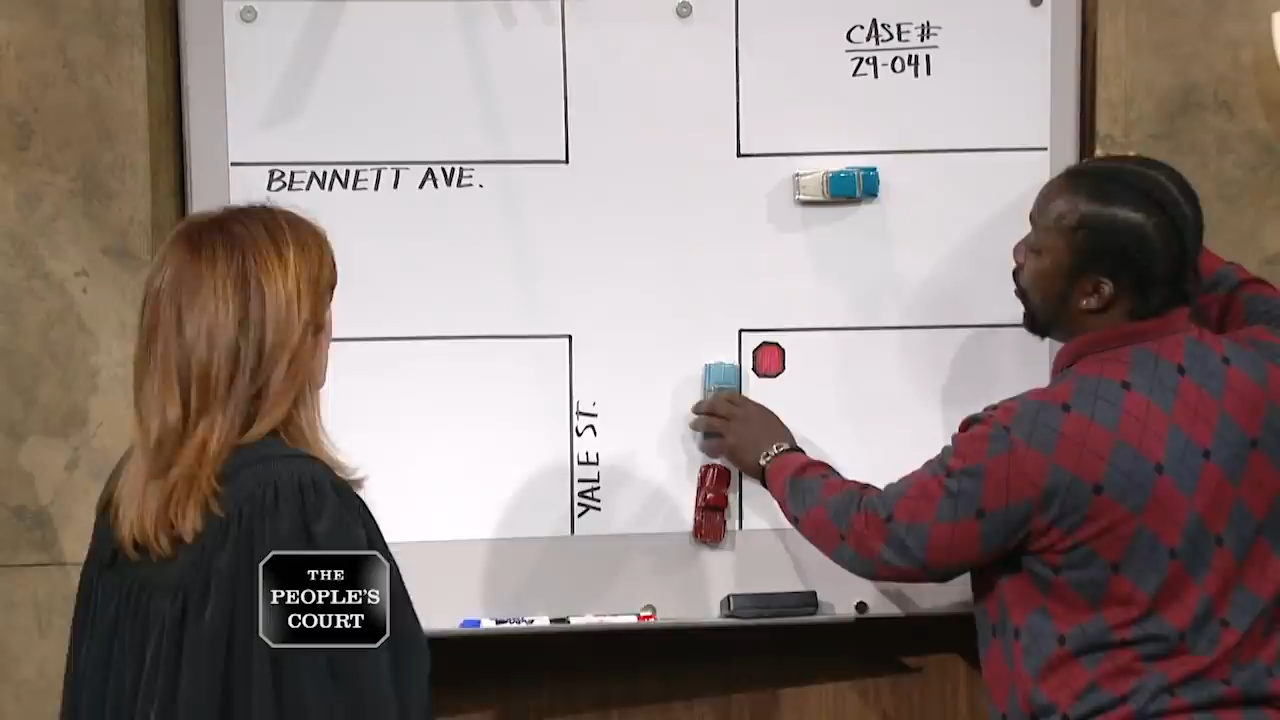 CASE#
29-041
BENNETT AVE.
YALE ST.
THE
PEOPLE'S
COURT